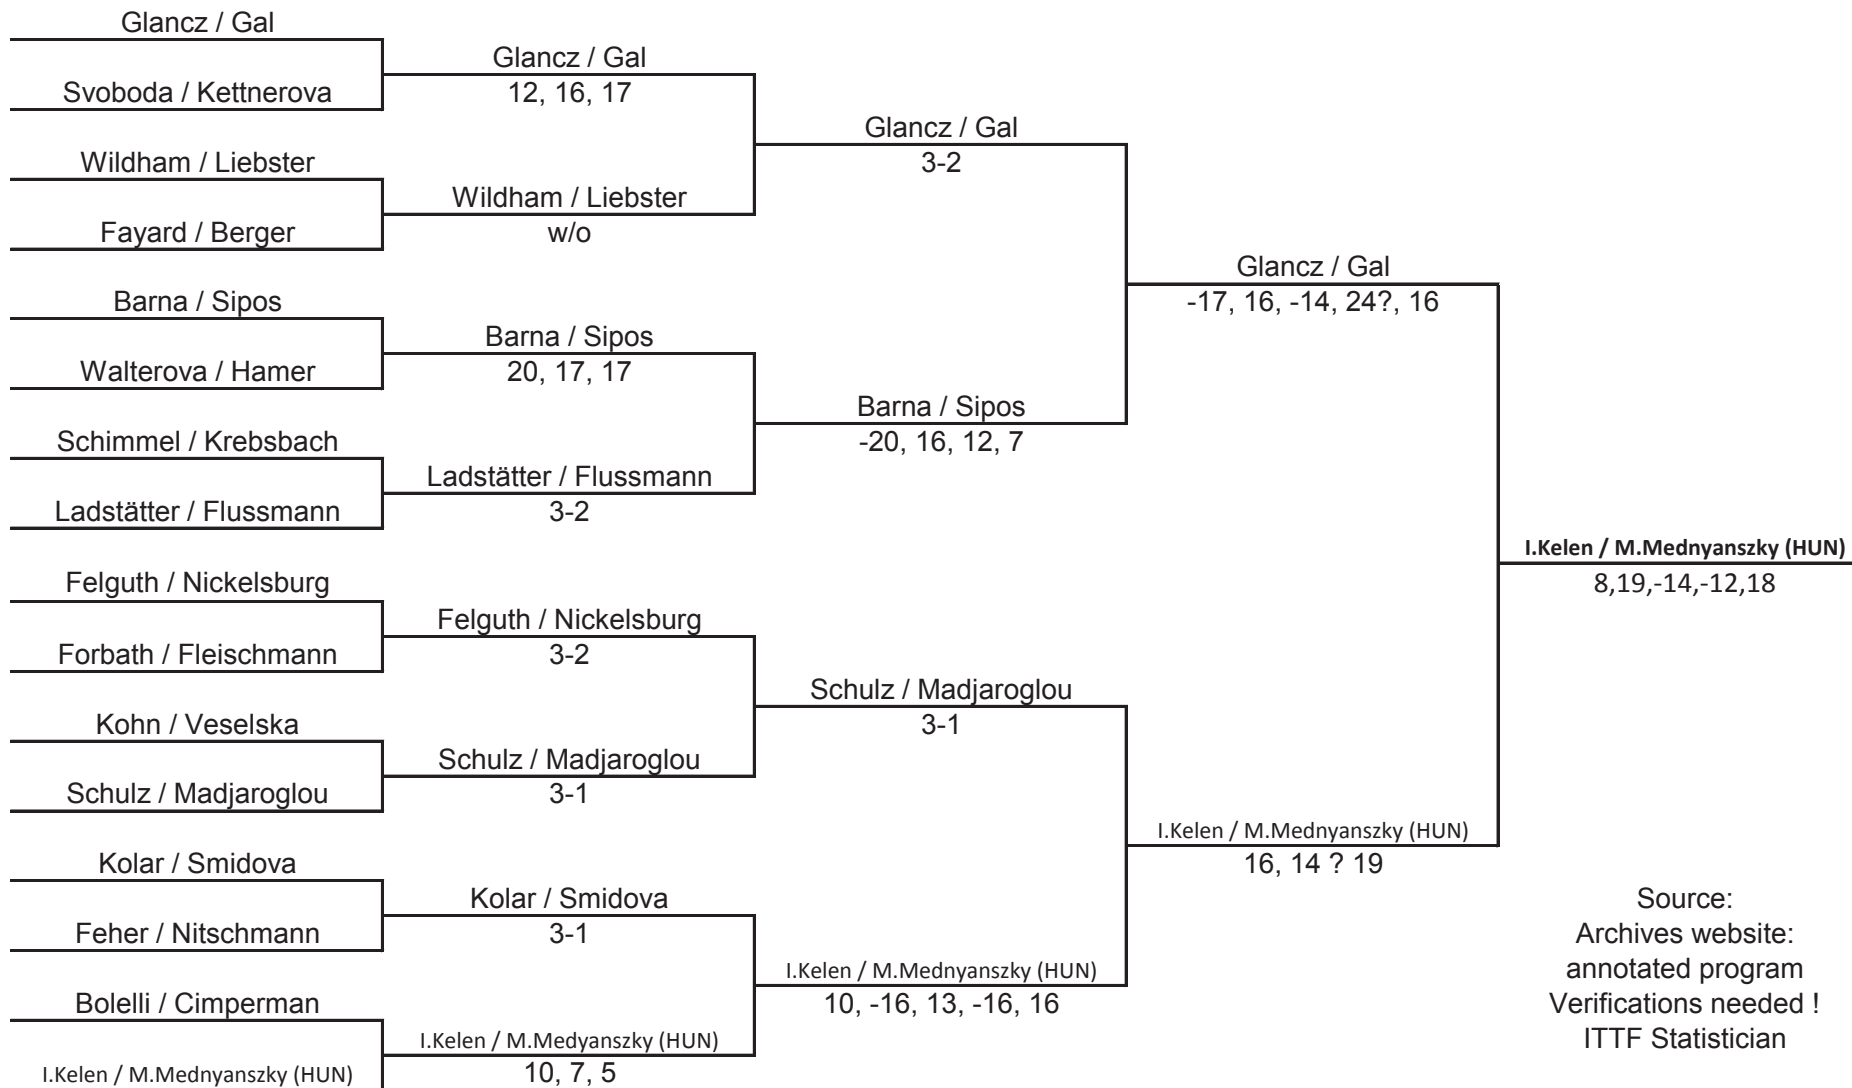 Glancz / Gal
Svoboda / Kettnerova
Wildham / Liebster
Fayard / Berger
Barna / Sipos
Walterova / Hamer
Schimmel / Krebsbach
Ladstätter / Flussmann
Felguth / Nickelsburg
Forbath / Fleischmann
Kohn / Veselska
Schulz / Madjaroglou
Kolar / Smidova
Feher / Nitschmann
Bolelli / Cimperman
I.Kelen / M.Mednyanszky (HUN)
Glancz / Gal
12, 16, 17
Wildham / Liebster
w/o
Barna / Sipos
20, 17, 17
Ladstätter / Flussmann
3-2
Felguth / Nickelsburg
3-2
Schulz / Madjaroglou
3-1
Kolar / Smidova
3-1
I.Kelen / M.Medyanszky (HUN)
10, 7, 5
Glancz / Gal
3-2
Barna / Sipos
-20, 16, 12, 7
Schulz / Madjaroglou
3-1
I.Kelen / M.Mednyanszky (HUN)
10, -16, 13, -16, 16
Glancz / Gal
-17, 16, -14, 24?, 16
I.Kelen / M.Mednyanszky (HUN)
16, 14 ? 19
I.Kelen / M.Mednyanszky (HUN)
8,19,-14,-12,18
Source:
Archives website:
annotated program
Verifications needed !
ITTF Statistician